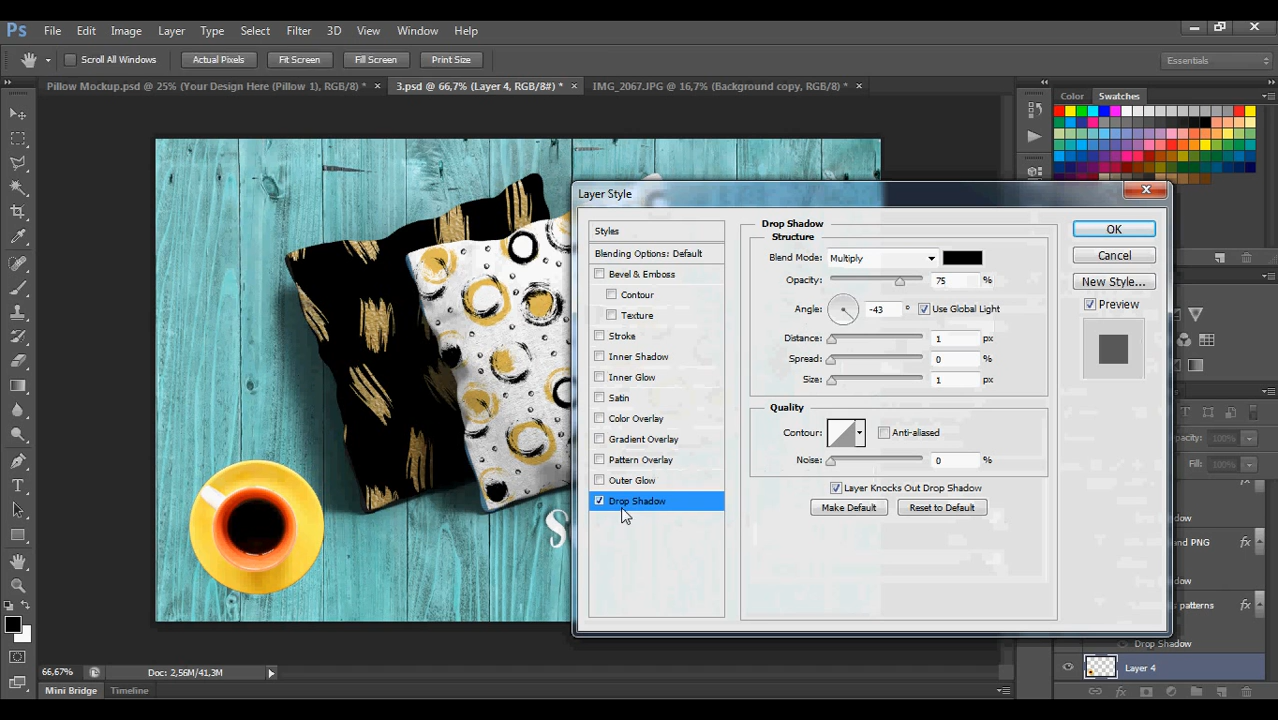 Ps File Edit Image Layer Type Select Filter 3D View Window Help
Scroll All Windows Actual Pixels Fit Screen Fill Screen Print Size Essentials
Pillow Mockup.psd @ 25% (Your Design Here (Pillow 1), RGB/8) * × 3.psd @ 66,7% (Layer 4, RGB/8#) * × IMG_2067.JPG @ 16,7% (Background copy, RGB/8#) * ×
Color Swatches
Layer Style
Styles
Blending Options: Default
Bevel & Emboss
Contour
Texture
Stroke
Inner Shadow
Inner Glow
Satin
Color Overlay
Gradient Overlay
Pattern Overlay
Outer Glow
Drop Shadow
Drop Shadow
Structure
Blend Mode: Multiply
Opacity: 75 %
Angle: -43 ° Use Global Light
Distance: 1 px
Spread: 0 %
Size: 1 px
Quality
Contour: Anti-aliased
Noise: 0 %
Layer Knocks Out Drop Shadow
Make Default Reset to Default
OK
Cancel
New Style...
Preview
S
pacity: 100%
Fill: 100%
and PNG fx
patterns fx
Drop Shadow
Layer 4
66,67% Doc: 2,56M/41,3M
Mini Bridge Timeline